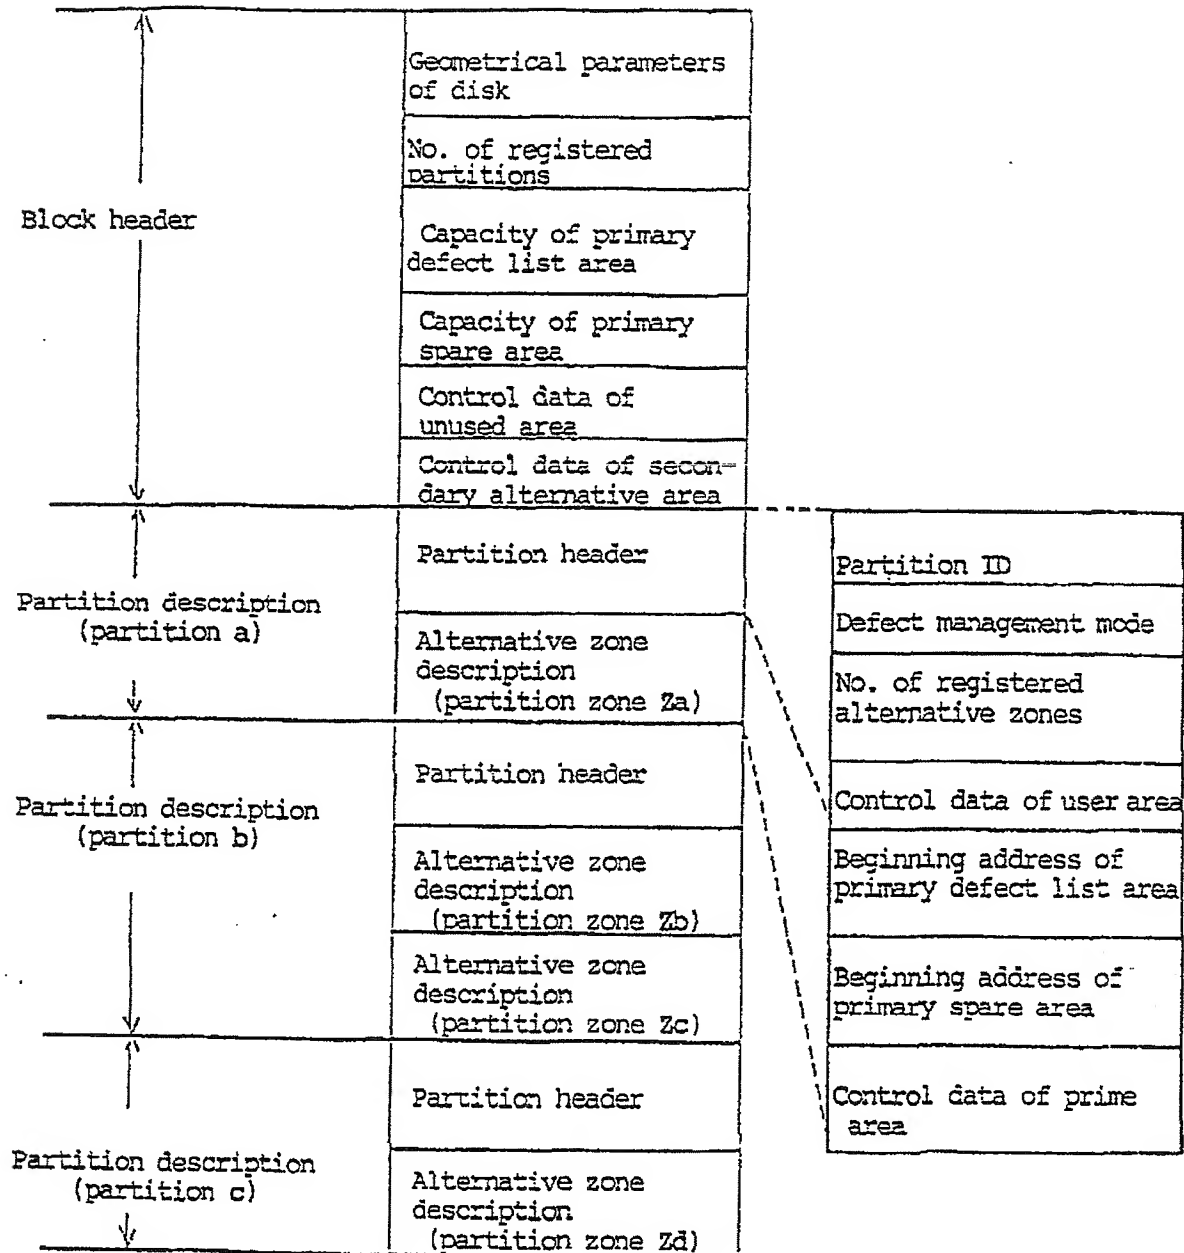 Geometrical parameters
of disk
No. of registered
partitions
Block header
Capacity of primary
defect list area
Capacity of primary
spare area
Control data of
unused area
Control data of secon-
dary alternative area
Partition description
(partition a)
Partition header
Alternative zone
description
(partition zone Za)
Partition description
(partition b)
Partition header
Alternative zone
description
(partition zone Zb)
Alternative zone
description
(partition zone Zc)
Partition description
(partition c)
Partition header
Alternative zone
description
(partition zone Zd)
Partition ID
Defect management mode
No. of registered
alternative zones
Control data of user area
Beginning address of
primary defect list area
Beginning address of
primary spare area
Control data of prime
area